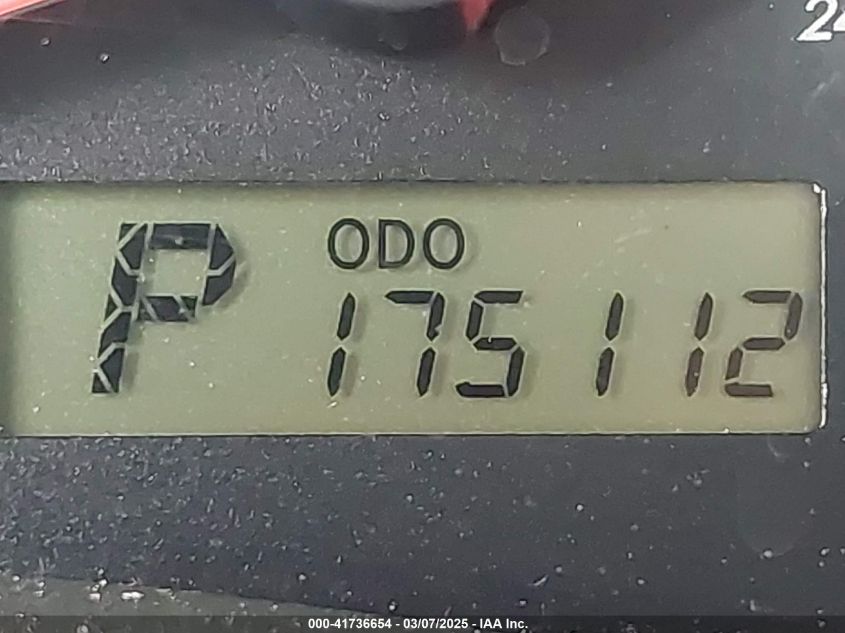 ODO
P 175112
000-41736654 - 03/07/2025 - IAA Inc.